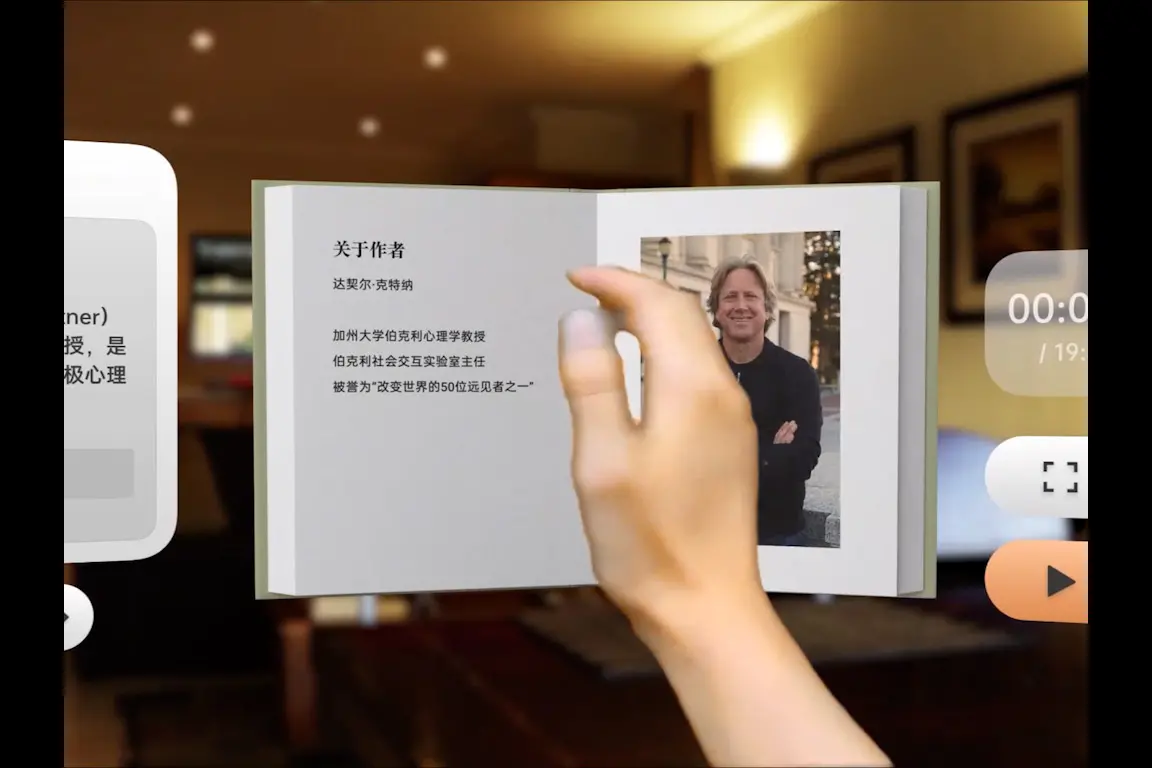 tner)
授，是
极心理
关于作者
达契尔·克特纳
加州大学伯克利心理学教授
伯克利社会交互实验室主任
被誉为"改变世界的50位远见者之一"
00:0
/ 19: